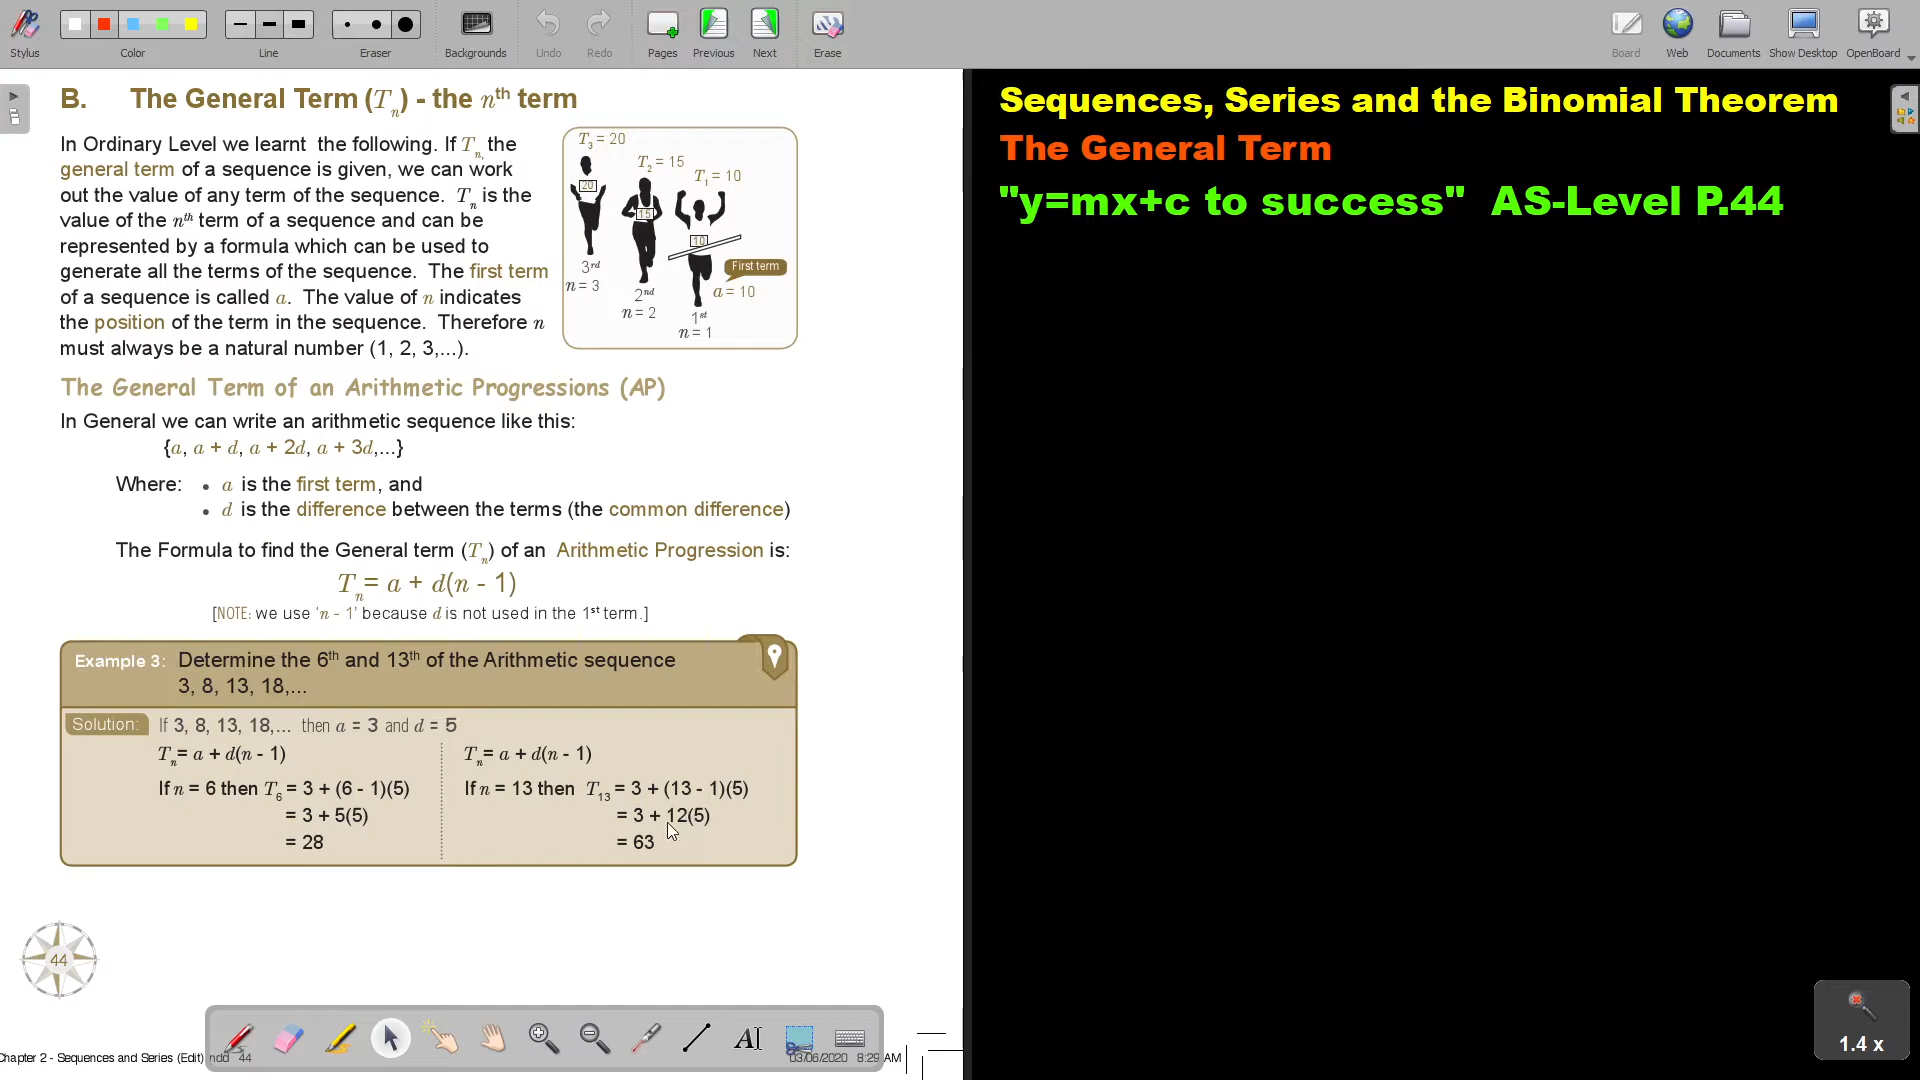 Stylus
Color
Line
Eraser
Backgrounds
Undo
Redo
Pages
Previous
Next
Erase
Board
Web
Documents
Show Desktop
OpenBoard
B. The General Term (Tn) - the nth term
In Ordinary Level we learnt the following. If Tn, the
general term of a sequence is given, we can work
out the value of any term of the sequence. Tn is the
value of the nth term of a sequence and can be
represented by a formula which can be used to
generate all the terms of the sequence. The first term
of a sequence is called a. The value of n indicates
the position of the term in the sequence. Therefore n
must always be a natural number (1, 2, 3,...).
T3 = 20
T2 = 15
T1 = 10
20
15
10
3rd
n = 3
2nd
n = 2
1st
n = 1
First term
a = 10
The General Term of an Arithmetic Progressions (AP)
In General we can write an arithmetic sequence like this:
{a, a + d, a + 2d, a + 3d,...}
Where: • a is the first term, and
• d is the difference between the terms (the common difference)
The Formula to find the General term (Tn) of an Arithmetic Progression is:
Tn = a + d(n - 1)
[NOTE: we use ‘n - 1’ because d is not used in the 1st term.]
Example 3: Determine the 6th and 13th of the Arithmetic sequence
3, 8, 13, 18,...
Solution: If 3, 8, 13, 18,... then a = 3 and d = 5
Tn = a + d(n - 1)
If n = 6 then T6 = 3 + (6 - 1)(5)
= 3 + 5(5)
= 28
Tn = a + d(n - 1)
If n = 13 then T13 = 3 + (13 - 1)(5)
= 3 + 12(5)
= 63
44
Chapter 2 - Sequences and Series (Edit) ndd 44
03/06/2020 8:29 AM
Sequences, Series and the Binomial Theorem
The General Term
"y=mx+c to success" AS-Level P.44
1.4 x